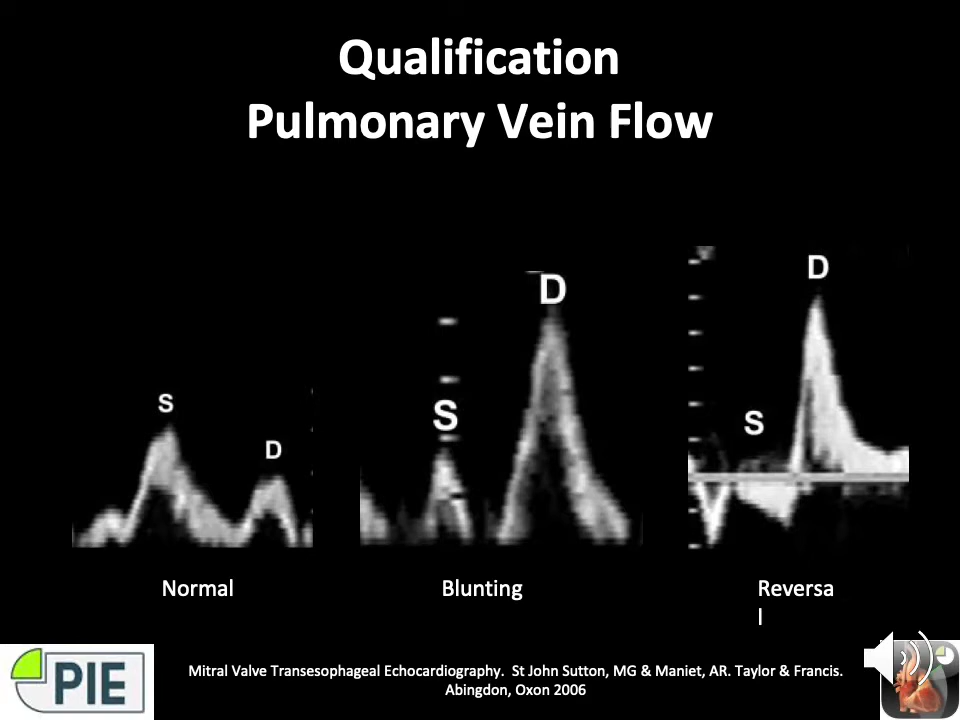 Qualification
Pulmonary Vein Flow
S
D
S
D
S
D
Normal
Blunting
Reversa
l
PIE
Mitral Valve Transesophageal Echocardiography. St John Sutton, MG & Maniet, AR. Taylor & Francis.
Abingdon, Oxon 2006